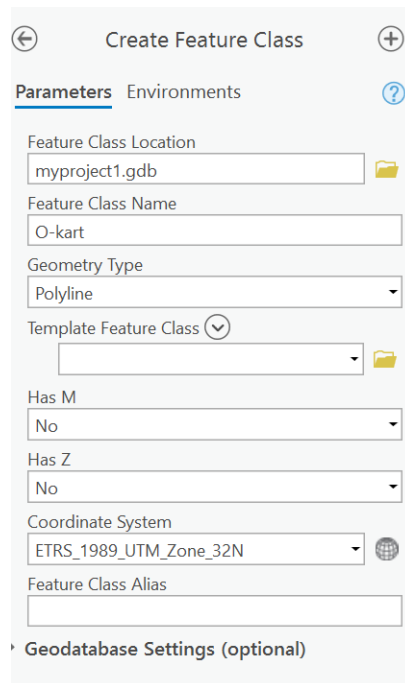 Create Feature Class
Parameters Environments
Feature Class Location
myproject1.gdb
Feature Class Name
O-kart
Geometry Type
Polyline
Template Feature Class
Has M
No
Has Z
No
Coordinate System
ETRS_1989_UTM_Zone_32N
Feature Class Alias
Geodatabase Settings (optional)